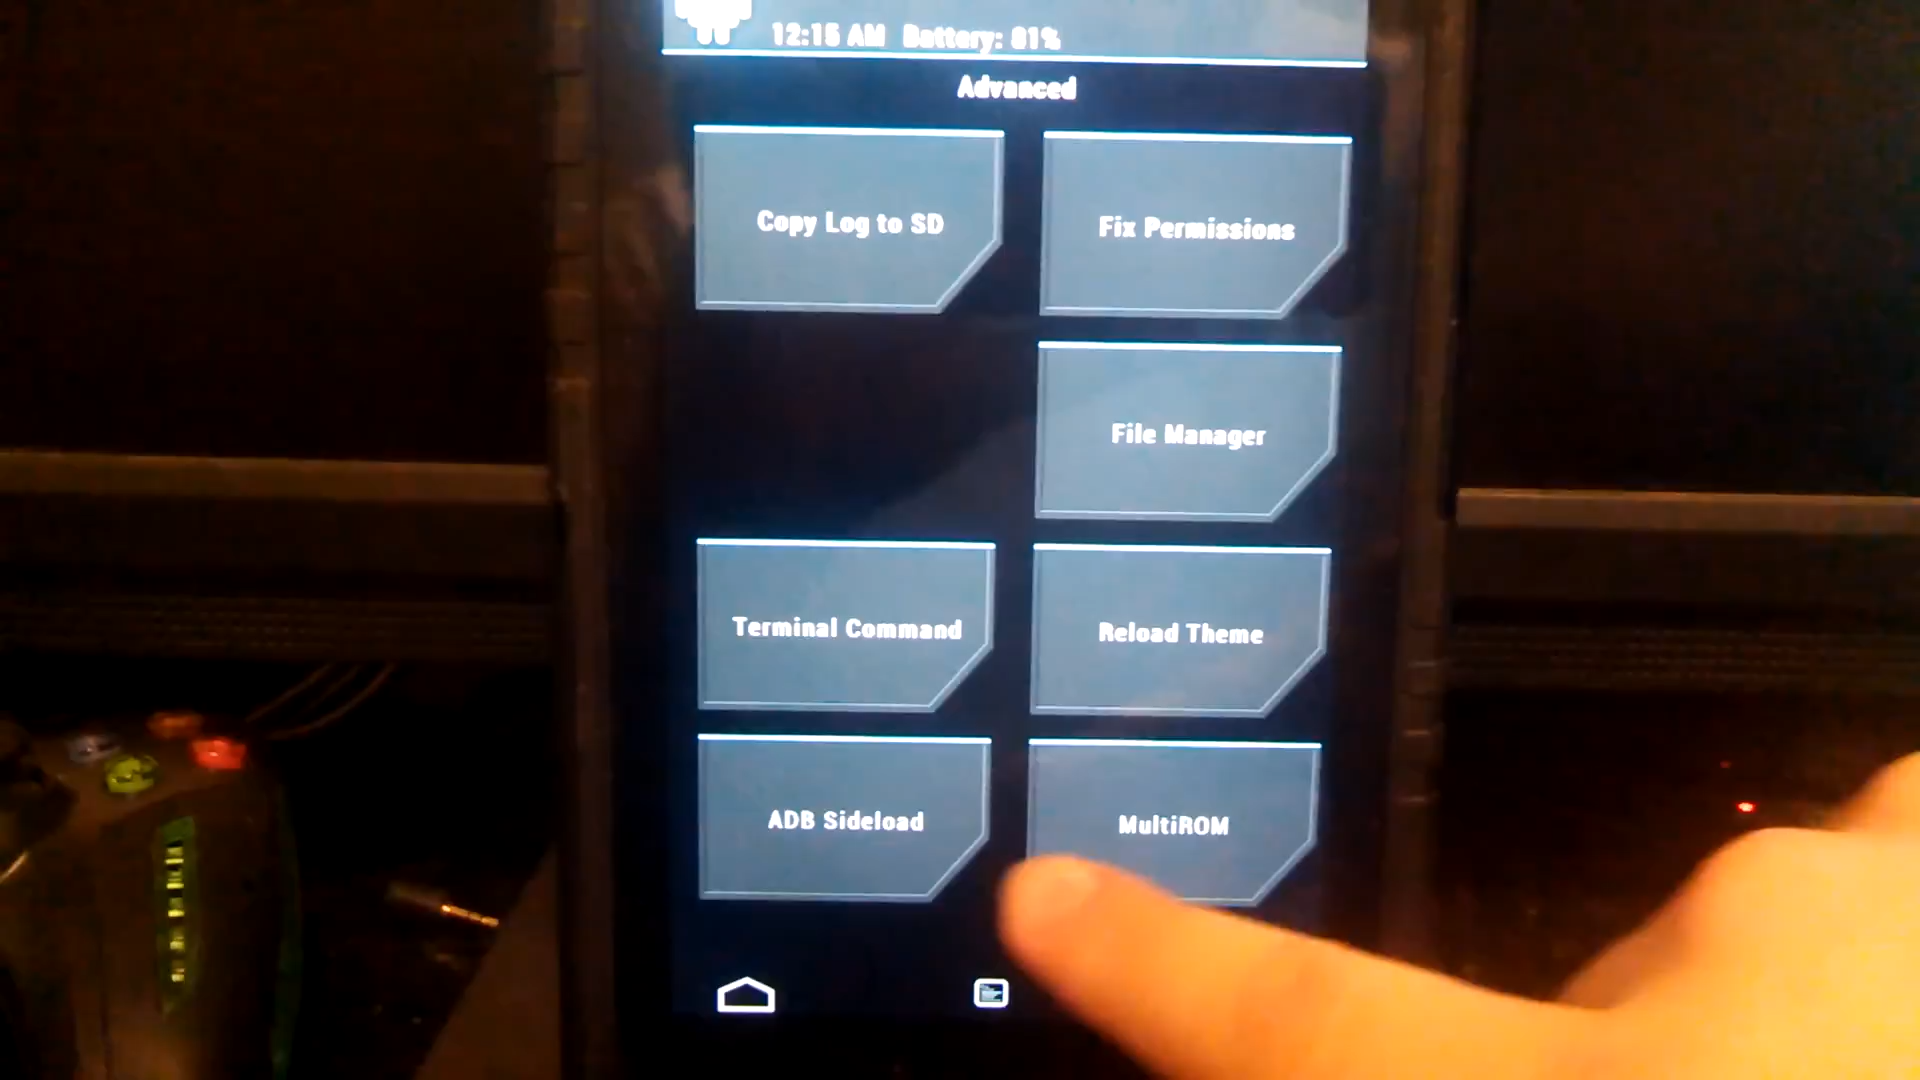 12:15 AM Battery: 81%
Advanced
Copy Log to SD
Fix Permissions
File Manager
Terminal Command
Reload Theme
ADB Sideload
MultiROM